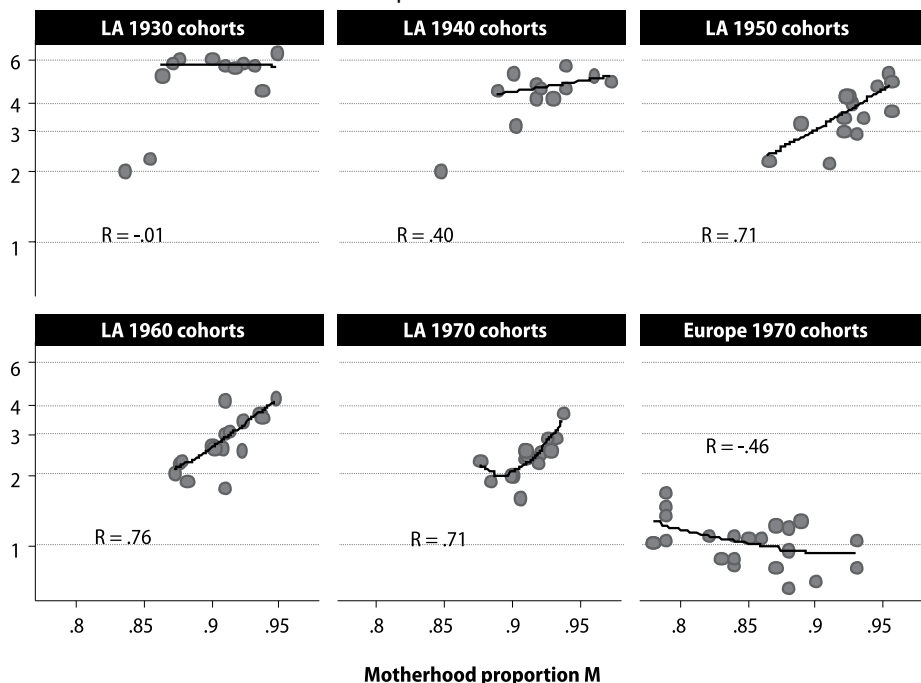 LA 1930 cohorts
LA 1940 cohorts
LA 1950 cohorts
6
4
3
2
1
R = -.01
R = .40
R = .71
LA 1960 cohorts
LA 1970 cohorts
Europe 1970 cohorts
6
4
3
2
1
R = .76
R = .71
R = -.46
.8 .85 .9 .95
.8 .85 .9 .95
.8 .85 .9 .95
Motherhood proportion M